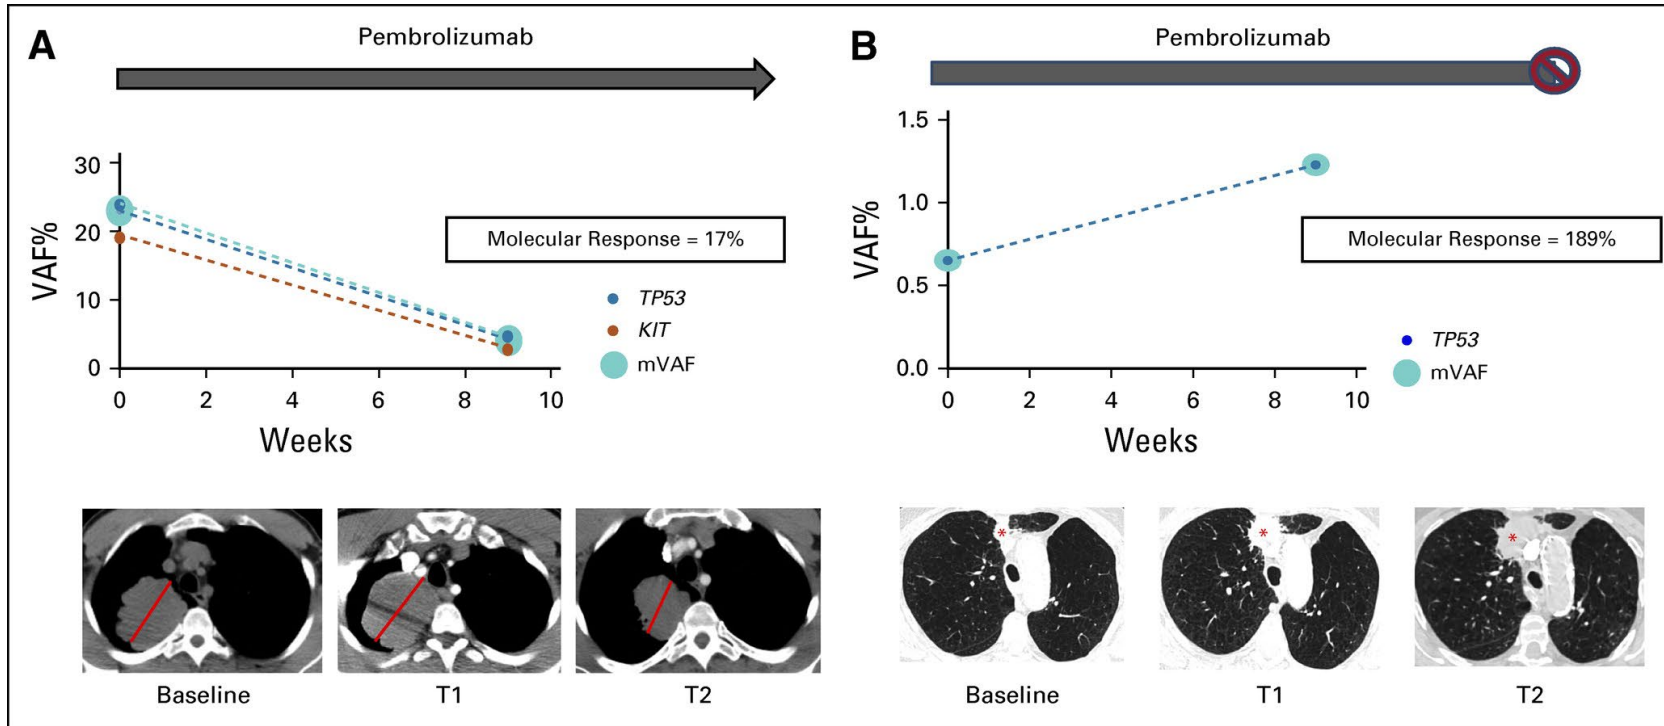 A
Pembrolizumab
30
20
10
0
VAF%
0 2 4 6 8 10
Weeks
Molecular Response = 17%
TP53
KIT
mVAF
Baseline
T1
T2
B
Pembrolizumab
1.5
1.0
0.5
0.0
VAF%
0 2 4 6 8 10
Weeks
Molecular Response = 189%
TP53
mVAF
*
*
*
Baseline
T1
T2